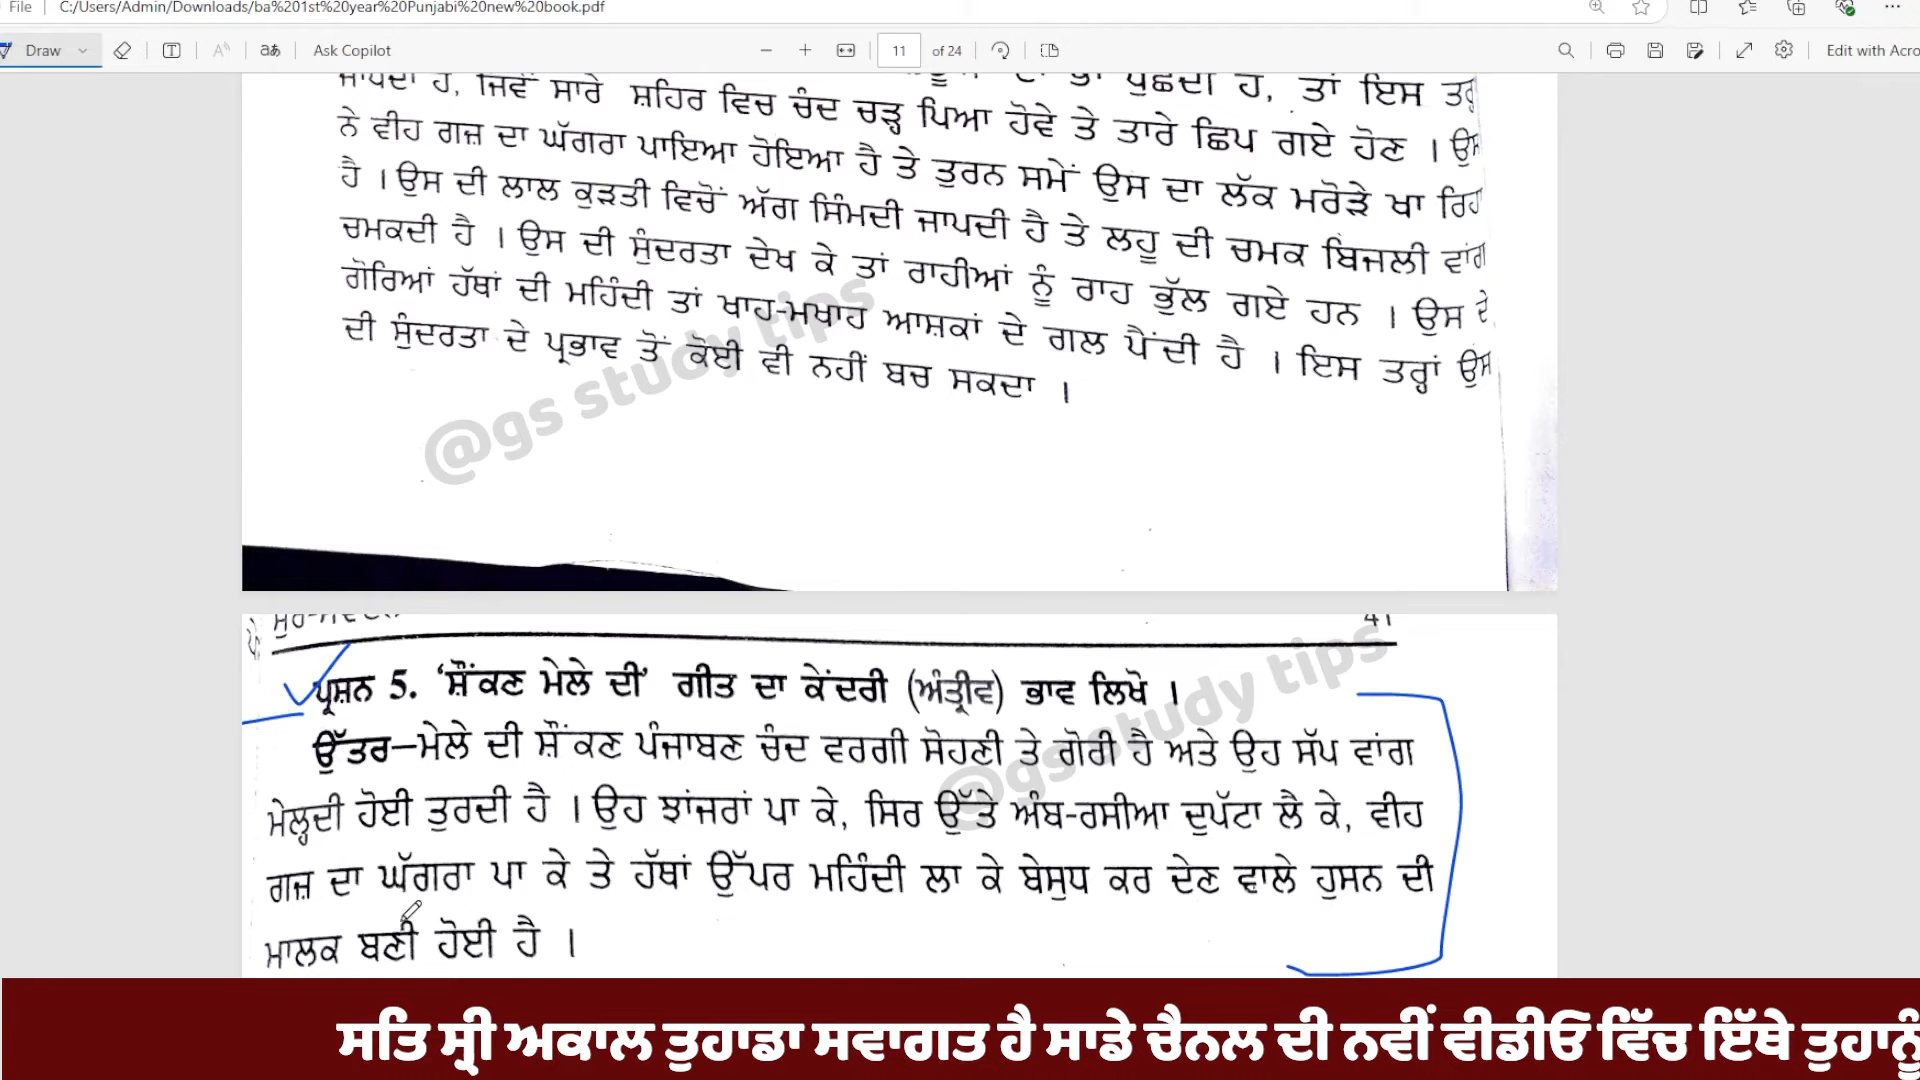 File C:/Users/Admin/Downloads/ba%201st%20year%20Punjabi%20new%20book.pdf
Draw Ask Copilot 11 of 24 Edit with Acro
ਜਾਪਦਾ ਹੈ, ਜਿਵੇਂ ਸਾਰੇ ਸ਼ਹਿਰ ਵਿਚ ਚੰਦ ਚੜ੍ਹ ਪਿਆ ਹੋਵੇ ਤੇ ਤਾਰੇ ਛਿਪ ਗਏ ਹੋਣ । ਉਸ
ਨੇ ਵੀਹ ਗਜ਼ ਦਾ ਘੱਗਰਾ ਪਾਇਆ ਹੋਇਆ ਹੈ ਤੇ ਤੁਰਨ ਸਮੇਂ ਉਸ ਦਾ ਲੱਕ ਮਰੋੜੇ ਖਾ ਰਿਹਾ
ਹੈ । ਉਸ ਦੀ ਲਾਲ ਕੁੜਤੀ ਵਿਚੋਂ ਅੱਗ ਸਿੰਮਦੀ ਜਾਪਦੀ ਹੈ ਤੇ ਲਹੂ ਦੀ ਚਮਕ ਬਿਜਲੀ ਵਾਂਗ
ਚਮਕਦੀ ਹੈ । ਉਸ ਦੀ ਸੁੰਦਰਤਾ ਦੇਖ ਕੇ ਤਾਂ ਰਾਹੀਆਂ ਨੂੰ ਰਾਹ ਭੁੱਲ ਗਏ ਹਨ । ਉਸ ਦੇ
ਗੋਰਿਆਂ ਹੱਥਾਂ ਦੀ ਮਹਿੰਦੀ ਤਾਂ ਖਾਹ-ਮਖਾਹ ਆਸ਼ਕਾਂ ਦੇ ਗਲ ਪੈਂਦੀ ਹੈ । ਇਸ ਤਰ੍ਹਾਂ ਉਸ
ਦੀ ਸੁੰਦਰਤਾ ਦੇ ਪ੍ਰਭਾਵ ਤੋਂ ਕੋਈ ਵੀ ਨਹੀਂ ਬਚ ਸਕਦਾ ।
@gs study tips
41
ਪ੍ਰਸ਼ਨ 5. 'ਸ਼ੌਂਕਣ ਮੇਲੇ ਦੀ' ਗੀਤ ਦਾ ਕੇਂਦਰੀ (ਅੰਤ੍ਰੀਵ) ਭਾਵ ਲਿਖੋ ।
ਉੱਤਰ—ਮੇਲੇ ਦੀ ਸ਼ੌਂਕਣ ਪੰਜਾਬਣ ਚੰਦ ਵਰਗੀ ਸੋਹਣੀ ਤੇ ਗੋਰੀ ਹੈ ਅਤੇ ਉਹ ਸੱਪ ਵਾਂਗ
ਮੇਲ੍ਹਦੀ ਹੋਈ ਤੁਰਦੀ ਹੈ । ਉਹ ਝਾਂਜਰਾਂ ਪਾ ਕੇ, ਸਿਰ ਉੱਤੇ ਅੰਬ-ਰਸੀਆ ਦੁਪੱਟਾ ਲੈ ਕੇ, ਵੀਹ
ਗਜ਼ ਦਾ ਘੱਗਰਾ ਪਾ ਕੇ ਤੇ ਹੱਥਾਂ ਉੱਪਰ ਮਹਿੰਦੀ ਲਾ ਕੇ ਬੇਸੁਧ ਕਰ ਦੇਣ ਵਾਲੇ ਹੁਸਨ ਦੀ
ਮਾਲਕ ਬਣੀ ਹੋਈ ਹੈ ।
@gs study tips
ਸਤਿ ਸ੍ਰੀ ਅਕਾਲ ਤੁਹਾਡਾ ਸਵਾਗਤ ਹੈ ਸਾਡੇ ਚੈਨਲ ਦੀ ਨਵੀਂ ਵੀਡੀਓ ਵਿੱਚ ਇੱਥੇ ਤੁਹਾਨੂੰ